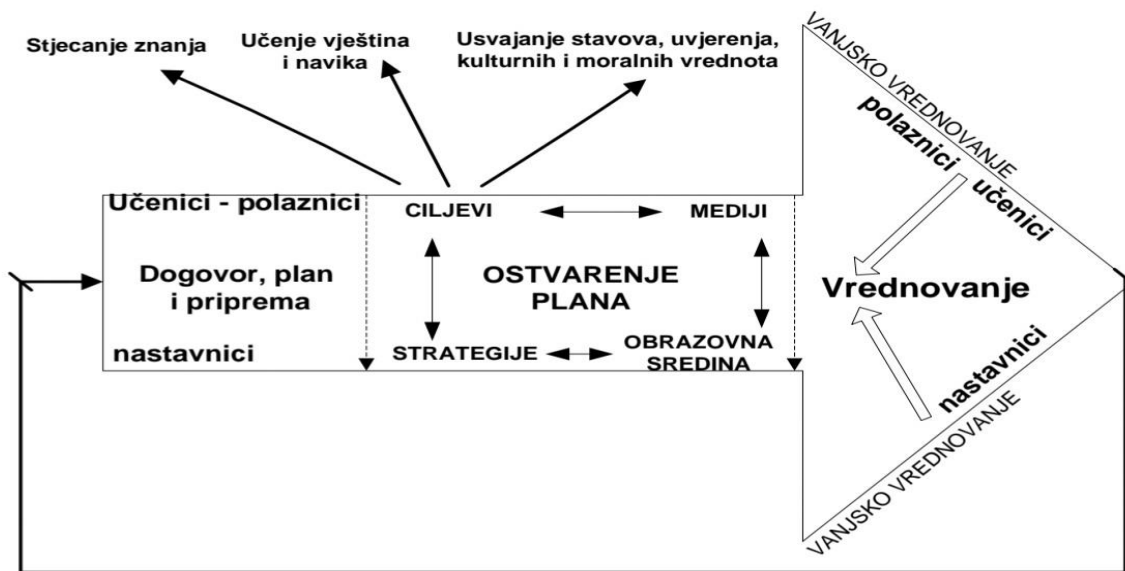 Stjecanje znanja
Učenje vještina
i navika
Usvajanje stavova, uvjerenja,
kulturnih i moralnih vrednota
VANJSKO VREDNOVANJE
polaznici
učenici
Učenici - polaznici
CILJEVI
MEDIJI
Dogovor, plan
i priprema
OSTVARENJE
PLANA
Vrednovanje
nastavnici
STRATEGIJE
OBRAZOVNA
SREDINA
nastavnici
VANJSKO VREDNOVANJE